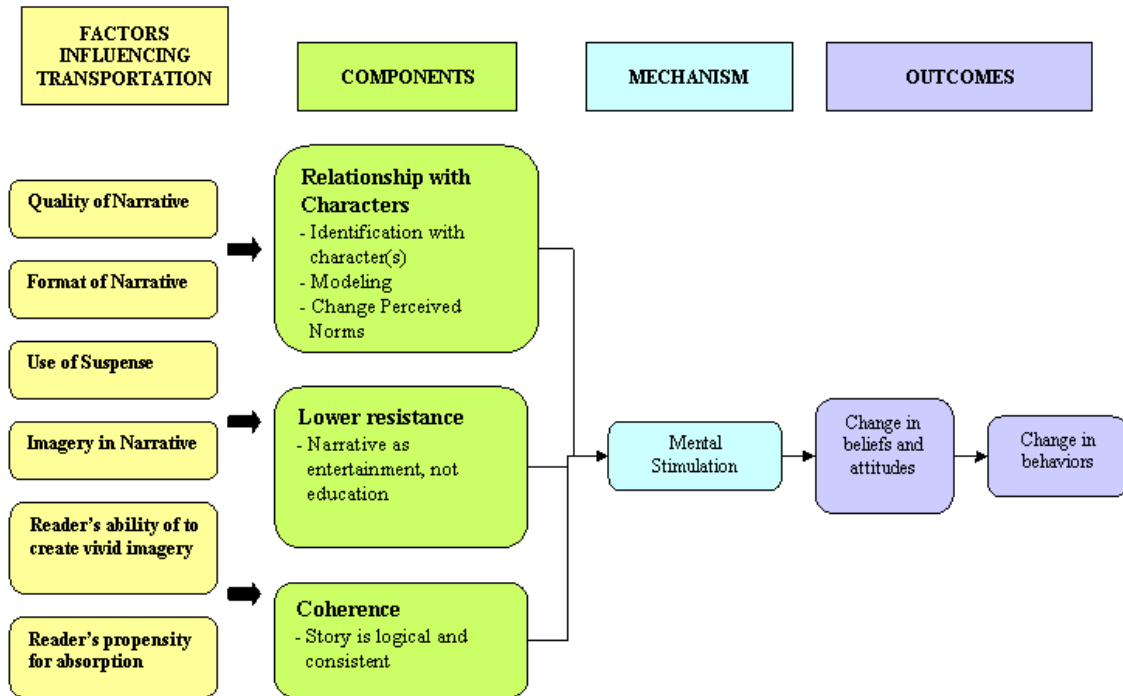 FACTORS
INFLUENCING
TRANSPORTATION
COMPONENTS
MECHANISM
OUTCOMES
Quality of Narrative
Format of Narrative
Use of Suspense
Imagery in Narrative
Reader's ability of to
create vivid imagery
Reader's propensity
for absorption
Relationship with
Characters
- Identification with
character(s)
- Modeling
- Change Perceived
Norms
Lower resistance
- Narrative as
entertainment, not
education
Coherence
- Story is logical and
consistent
Mental
Stimulation
Change in
beliefs and
attitudes
Change in
behaviors